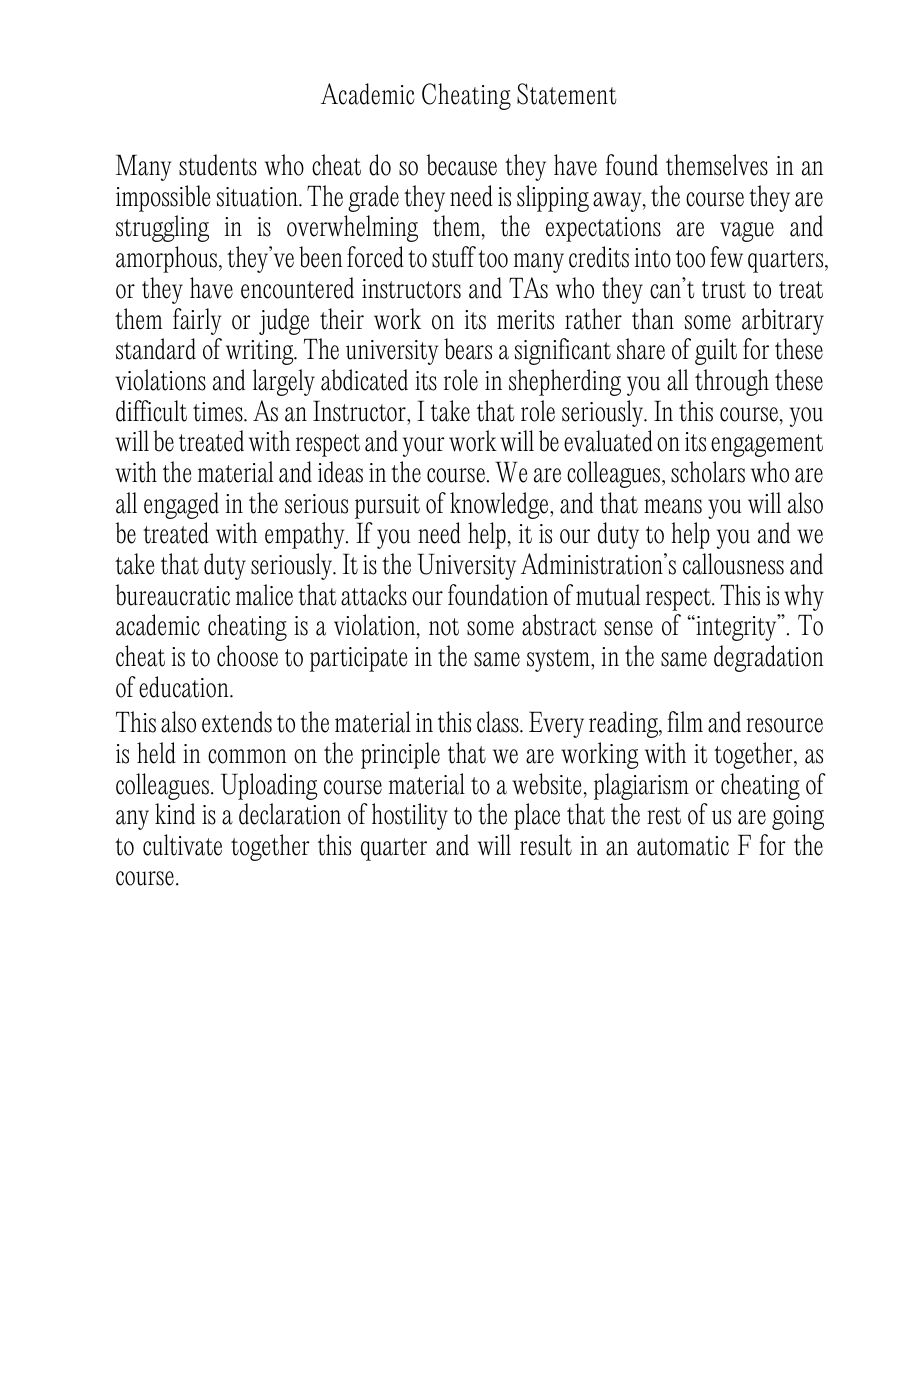 Academic Cheating Statement
Many students who cheat do so because they have found themselves in an
impossible situation. The grade they need is slipping away, the course they are
struggling in is overwhelming them, the expectations are vague and
amorphous, they’ve been forced to stuff too many credits into too few quarters,
or they have encountered instructors and TAs who they can’t trust to treat
them fairly or judge their work on its merits rather than some arbitrary
standard of writing. The university bears a significant share of guilt for these
violations and largely abdicated its role in shepherding you all through these
difficult times. As an Instructor, I take that role seriously. In this course, you
will be treated with respect and your work will be evaluated on its engagement
with the material and ideas in the course. We are colleagues, scholars who are
all engaged in the serious pursuit of knowledge, and that means you will also
be treated with empathy. If you need help, it is our duty to help you and we
take that duty seriously. It is the University Administration’s callousness and
bureaucratic malice that attacks our foundation of mutual respect. This is why
academic cheating is a violation, not some abstract sense of “integrity”. To
cheat is to choose to participate in the same system, in the same degradation
of education.
This also extends to the material in this class. Every reading, film and resource
is held in common on the principle that we are working with it together, as
colleagues. Uploading course material to a website, plagiarism or cheating of
any kind is a declaration of hostility to the place that the rest of us are going
to cultivate together this quarter and will result in an automatic F for the
course.